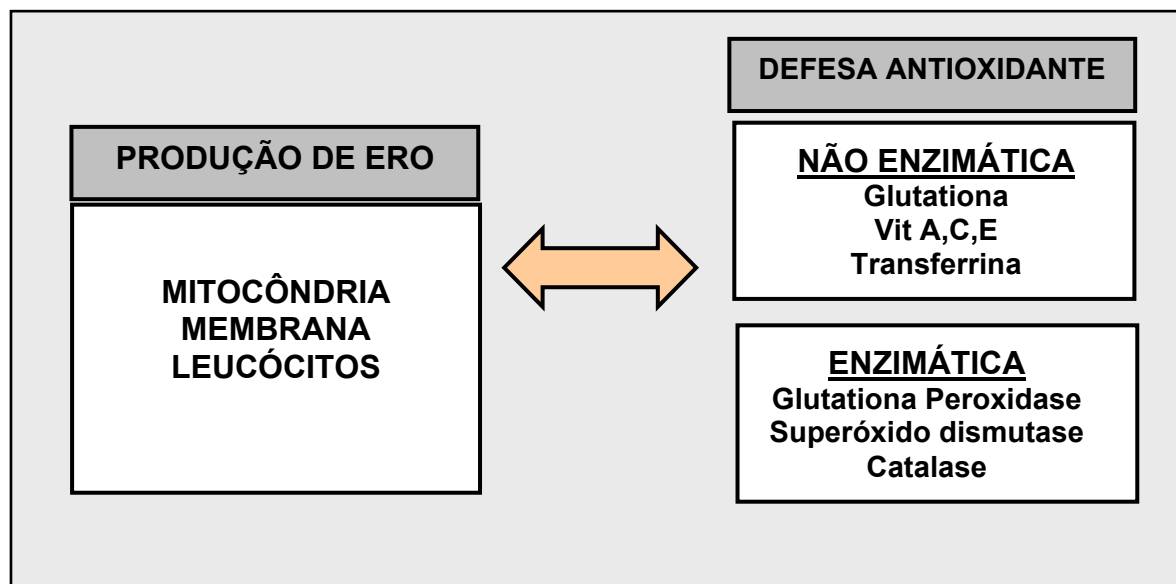 PRODUÇÃO DE ERO
MITOCÔNDRIA
MEMBRANA
LEUCÓCITOS
DEFESA ANTIOXIDANTE
NÃO ENZIMÁTICA
Glutationa
Vit A,C,E
Transferrina
ENZIMÁTICA
Glutationa Peroxidase
Superóxido dismutase
Catalase